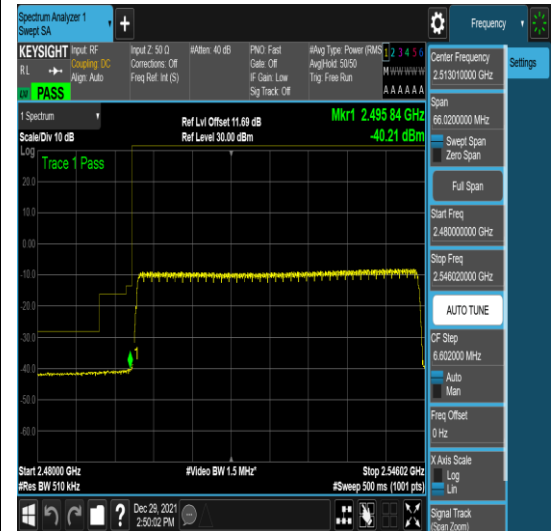 Spectrum Analyzer 1
Swept SA
Frequency
KEYSIGHT
RL
PASS
Input: RF
Coupling: DC
Align: Auto
Input Z: 50 Ω
Corrections: Off
Freq Ref: Int (S)
#Atten: 40 dB
PNO: Fast
Gate: Off
IF Gain: Low
Sig Track: Off
#Avg Type: Power (RMS
Avg|Hold: 50/50
Trig: Free Run
1 2 3 4 5 6
M W W W W W
A A A A A A
1 Spectrum
Scale/Div 10 dB
Ref Lvl Offset 11.69 dB
Ref Level 30.00 dBm
Mkr1 2.495 84 GHz
-40.21 dBm
Log
Trace 1 Pass
20.0
10.0
0.00
-10.0
-20.0
-30.0
-40.0
-50.0
-60.0
1
Start 2.48000 GHz
#Res BW 510 kHz
#Video BW 1.5 MHz*
Stop 2.54602 GHz
#Sweep 500 ms (1001 pts)
Center Frequency
2.513010000 GHz
Settings
Span
66.0200000 MHz
Swept Span
Zero Span
Full Span
Start Freq
2.480000000 GHz
Stop Freq
2.546020000 GHz
AUTO TUNE
CF Step
6.602000 MHz
Auto
Man
Freq Offset
0 Hz
X Axis Scale
Log
Lin
Signal Track
(Span Zoom)
?
Dec 29, 2021
2:50:02 PM